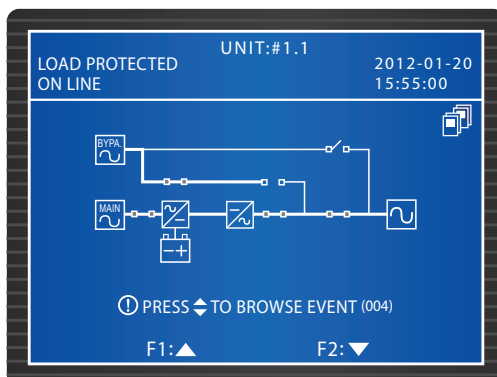 UNIT:#1.1
LOAD PROTECTED
2012-01-20
ON LINE
15:55:00
BYPA.
MAIN
! PRESS TO BROWSE EVENT (004)
F1:▲ F2:▼